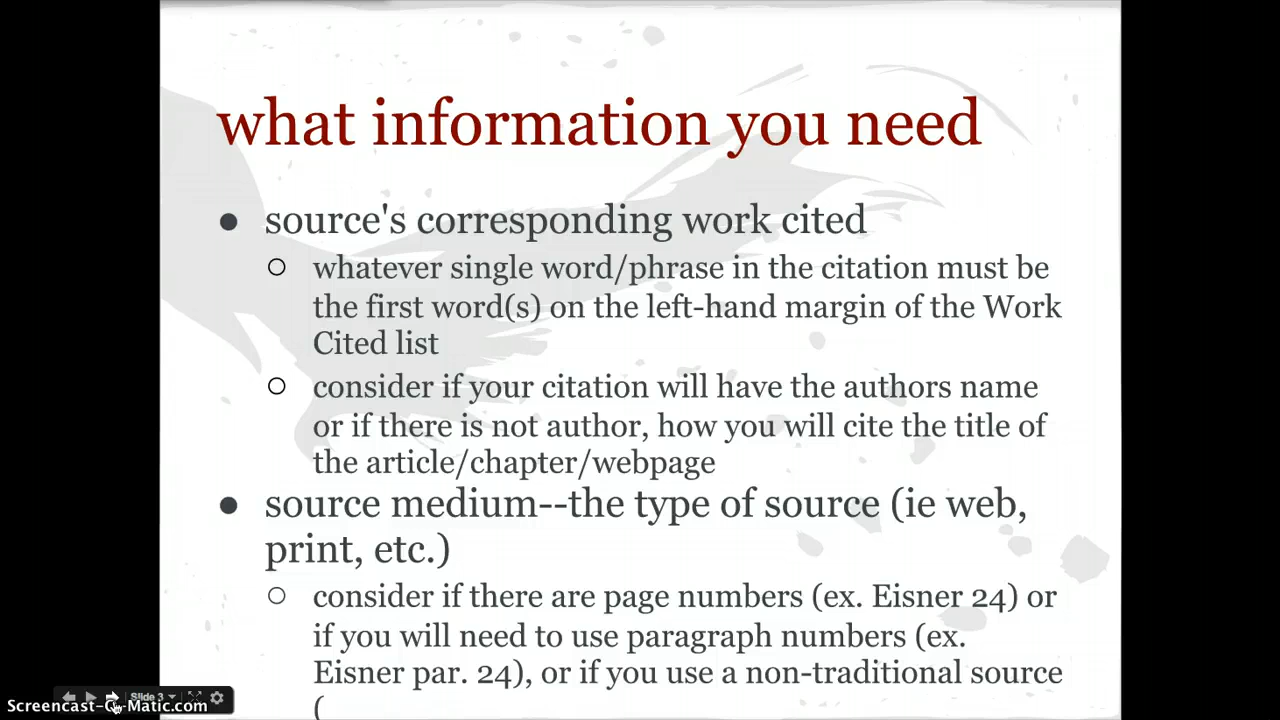 what information you need
● source's corresponding work cited
○ whatever single word/phrase in the citation must be
the first word(s) on the left-hand margin of the Work
Cited list
○ consider if your citation will have the authors name
or if there is not author, how you will cite the title of
the article/chapter/webpage
● source medium--the type of source (ie web,
print, etc.)
○ consider if there are page numbers (ex. Eisner 24) or
if you will need to use paragraph numbers (ex.
Eisner par. 24), or if you use a non-traditional source
(
Slide 3
Screencast-O-Matic.com